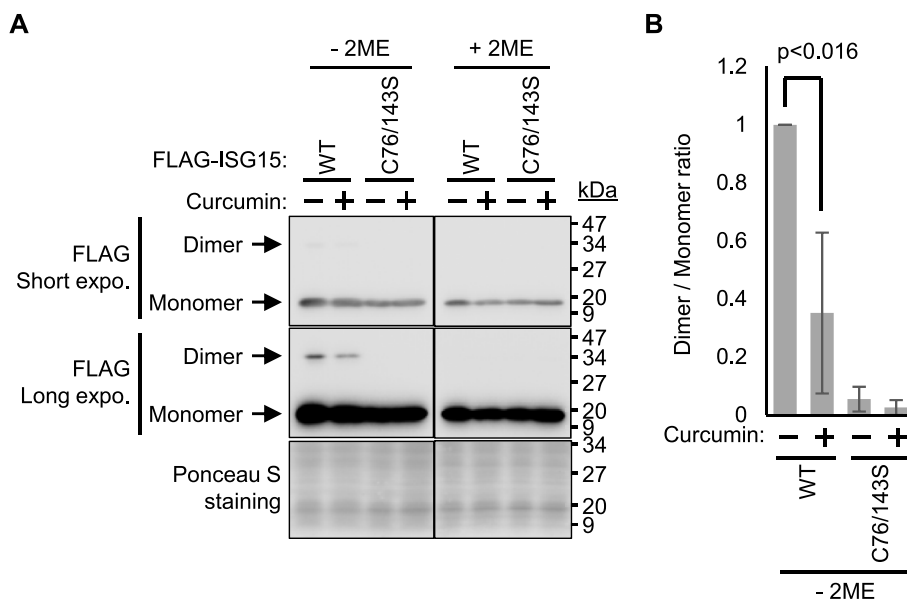 A
- 2ME
+ 2ME
FLAG-ISG15:
WT
C76/143S
WT
C76/143S
Curcumin:
− + − + − + − +
kDa
FLAG
Short expo.
Dimer
Monomer
47
34
27
20
9
FLAG
Long expo.
Dimer
Monomer
47
34
27
20
9
Ponceau S
staining
34
27
20
9
B
p<0.016
Dimer / Monomer ratio
1.2
1
0.8
0.6
0.4
0.2
0
Curcumin:
− + − +
WT
C76/143S
- 2ME